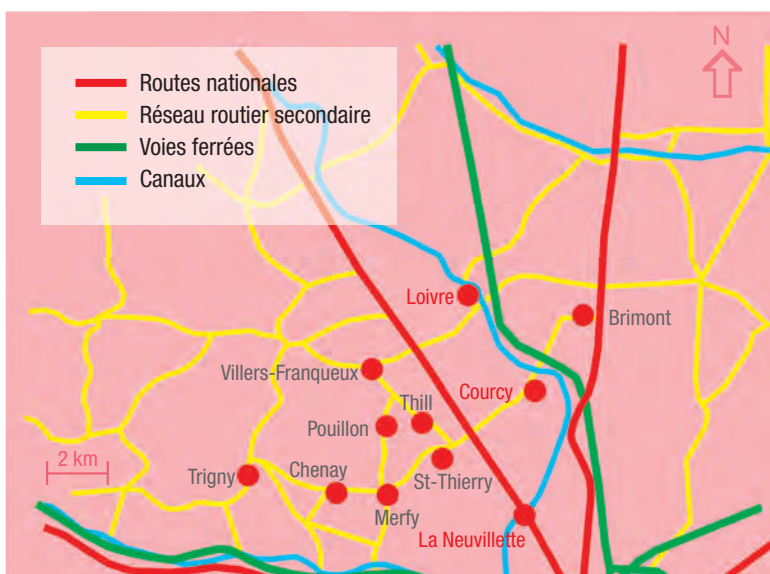 N
Routes nationales
Réseau routier secondaire
Voies ferrées
Canaux
Loivre
Brimont
Villers-Franqueux
Courcy
Thill
Pouillon
2 km
Trigny
Chenay
St-Thierry
Merfy
La Neuvillette